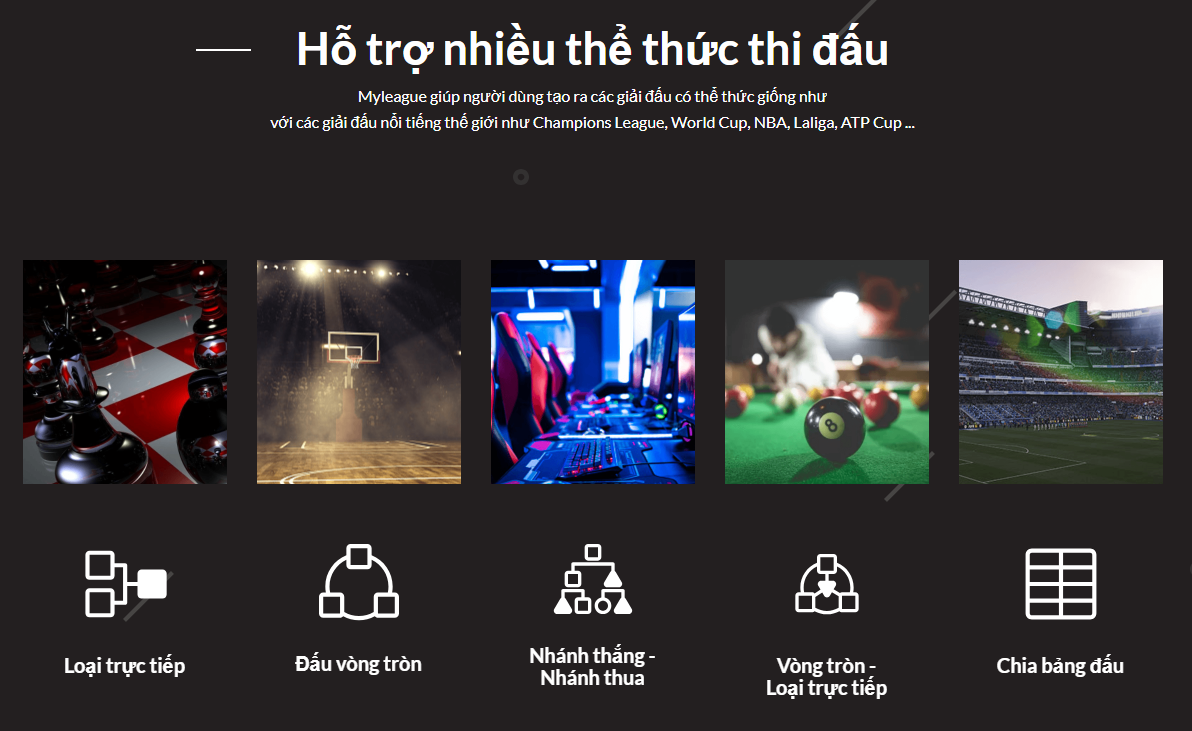 Hỗ trợ nhiều thể thức thi đấu
Myleague giúp người dùng tạo ra các giải đấu có thể thức giống như
với các giải đấu nổi tiếng thế giới như Champions League, World Cup, NBA, Laliga, ATP Cup ...
8
Loại trực tiếp
Đấu vòng tròn
Nhánh thắng -
Nhánh thua
Vòng tròn -
Loại trực tiếp
Chia bảng đấu